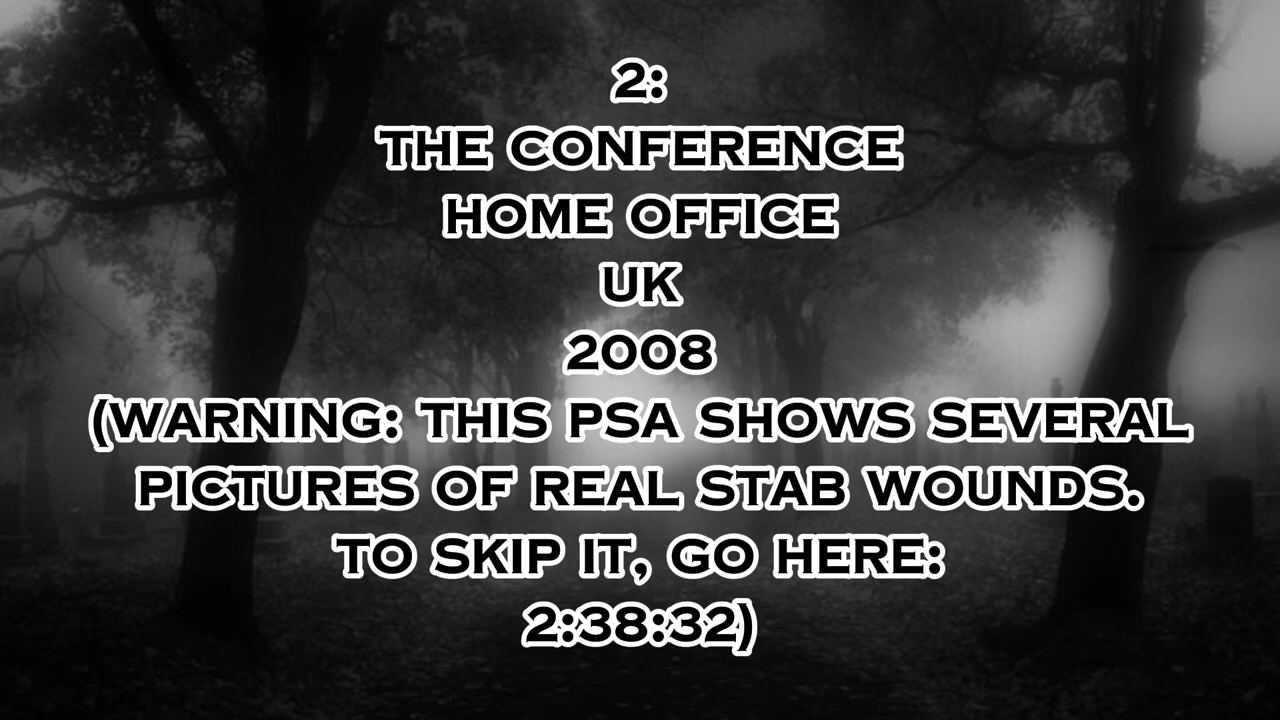 2:
THE CONFERENCE
HOME OFFICE
UK
2008
(WARNING: THIS PSA SHOWS SEVERAL
PICTURES OF REAL STAB WOUNDS.
TO SKIP IT, GO HERE:
2:38:32)